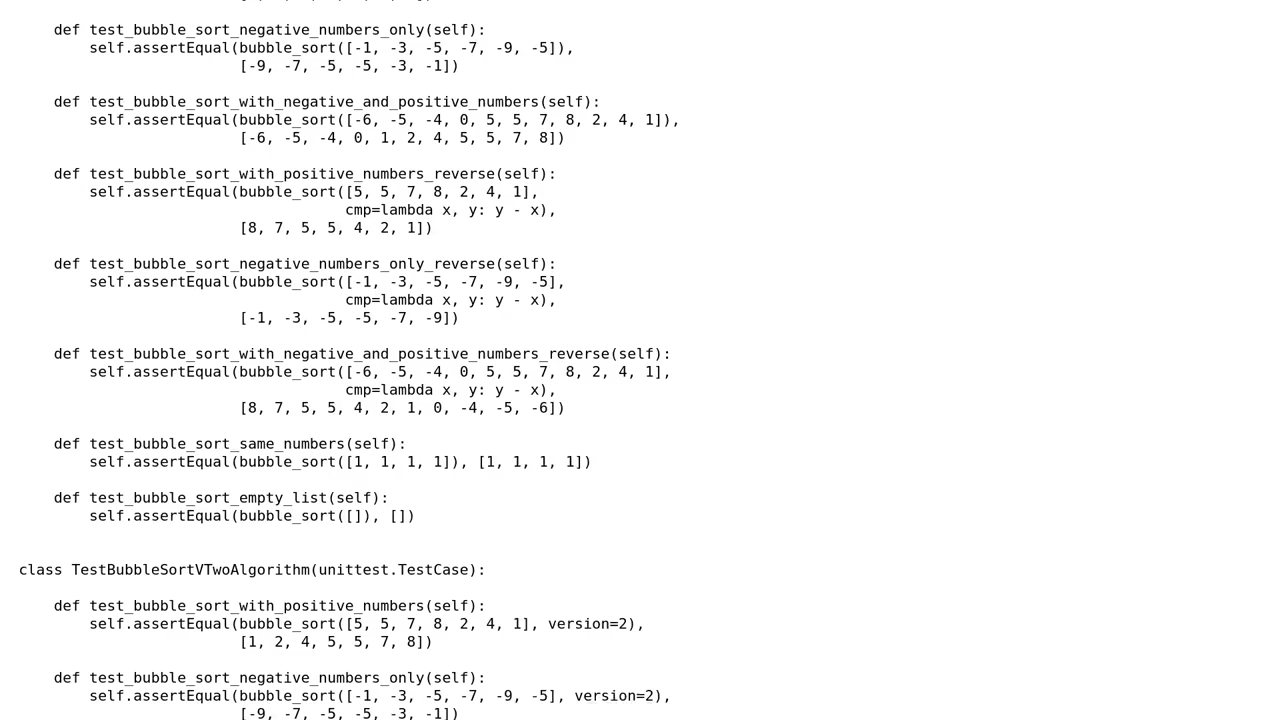 def test_bubble_sort_negative_numbers_only(self):
        self.assertEqual(bubble_sort([-1, -3, -5, -7, -9, -5]),
                         [-9, -7, -5, -5, -3, -1])

    def test_bubble_sort_with_negative_and_positive_numbers(self):
        self.assertEqual(bubble_sort([-6, -5, -4, 0, 5, 5, 7, 8, 2, 4, 1]),
                         [-6, -5, -4, 0, 1, 2, 4, 5, 5, 7, 8])

    def test_bubble_sort_with_positive_numbers_reverse(self):
        self.assertEqual(bubble_sort([5, 5, 7, 8, 2, 4, 1],
                                     cmp=lambda x, y: y - x),
                         [8, 7, 5, 5, 4, 2, 1])

    def test_bubble_sort_negative_numbers_only_reverse(self):
        self.assertEqual(bubble_sort([-1, -3, -5, -7, -9, -5],
                                     cmp=lambda x, y: y - x),
                         [-1, -3, -5, -5, -7, -9])

    def test_bubble_sort_with_negative_and_positive_numbers_reverse(self):
        self.assertEqual(bubble_sort([-6, -5, -4, 0, 5, 5, 7, 8, 2, 4, 1],
                                     cmp=lambda x, y: y - x),
                         [8, 7, 5, 5, 4, 2, 1, 0, -4, -5, -6])

    def test_bubble_sort_same_numbers(self):
        self.assertEqual(bubble_sort([1, 1, 1, 1]), [1, 1, 1, 1])

    def test_bubble_sort_empty_list(self):
        self.assertEqual(bubble_sort([]), [])


class TestBubbleSortVTwoAlgorithm(unittest.TestCase):

    def test_bubble_sort_with_positive_numbers(self):
        self.assertEqual(bubble_sort([5, 5, 7, 8, 2, 4, 1], version=2),
                         [1, 2, 4, 5, 5, 7, 8])

    def test_bubble_sort_negative_numbers_only(self):
        self.assertEqual(bubble_sort([-1, -3, -5, -7, -9, -5], version=2),
                         [-9, -7, -5, -5, -3, -1])